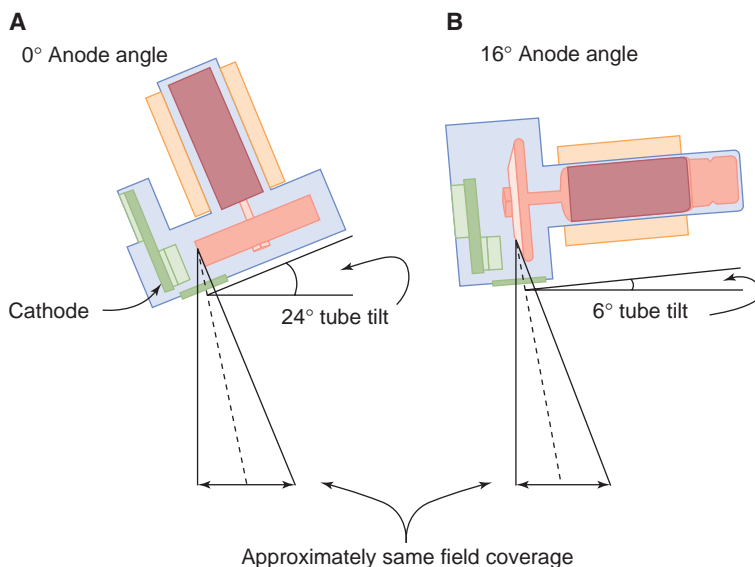 A
0° Anode angle
B
16° Anode angle
Cathode
24° tube tilt
6° tube tilt
Approximately same field coverage